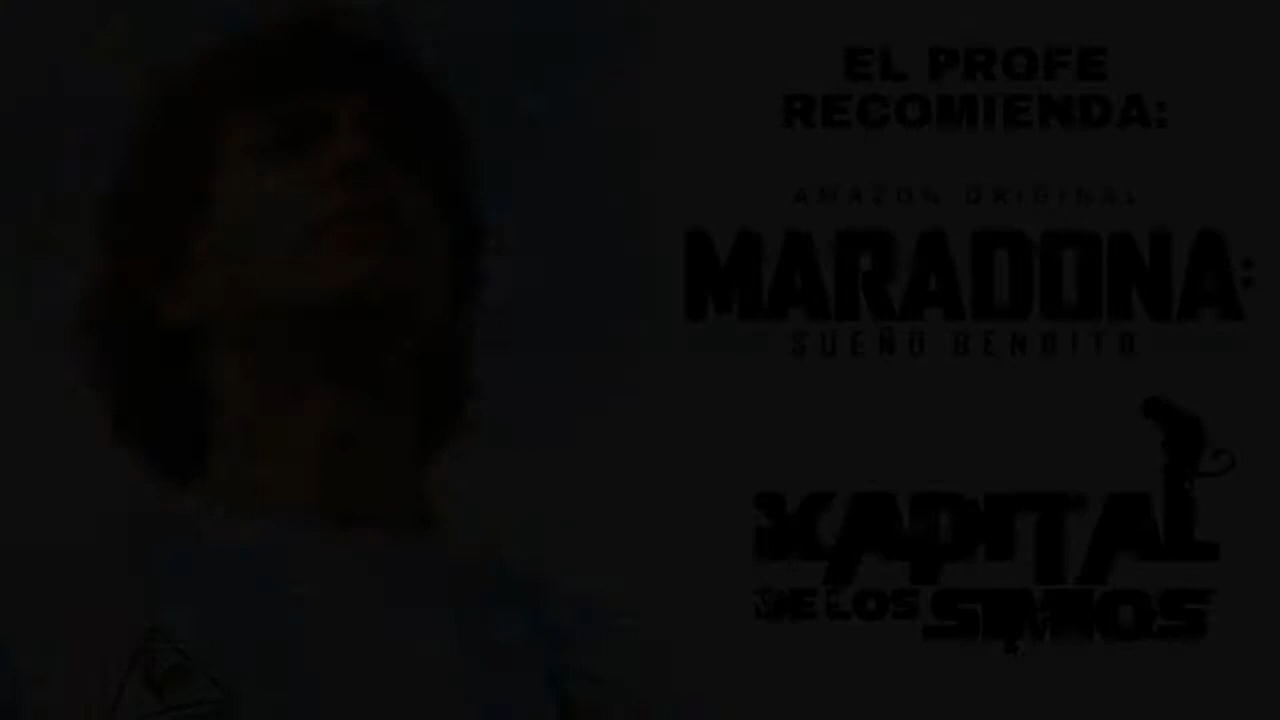 EL PROFE
RECOMIENDA:
AMAZON ORIGINAL
MARADONA:
SUEÑO BENDITO
KAPITAL
DE LOS SIMIOS